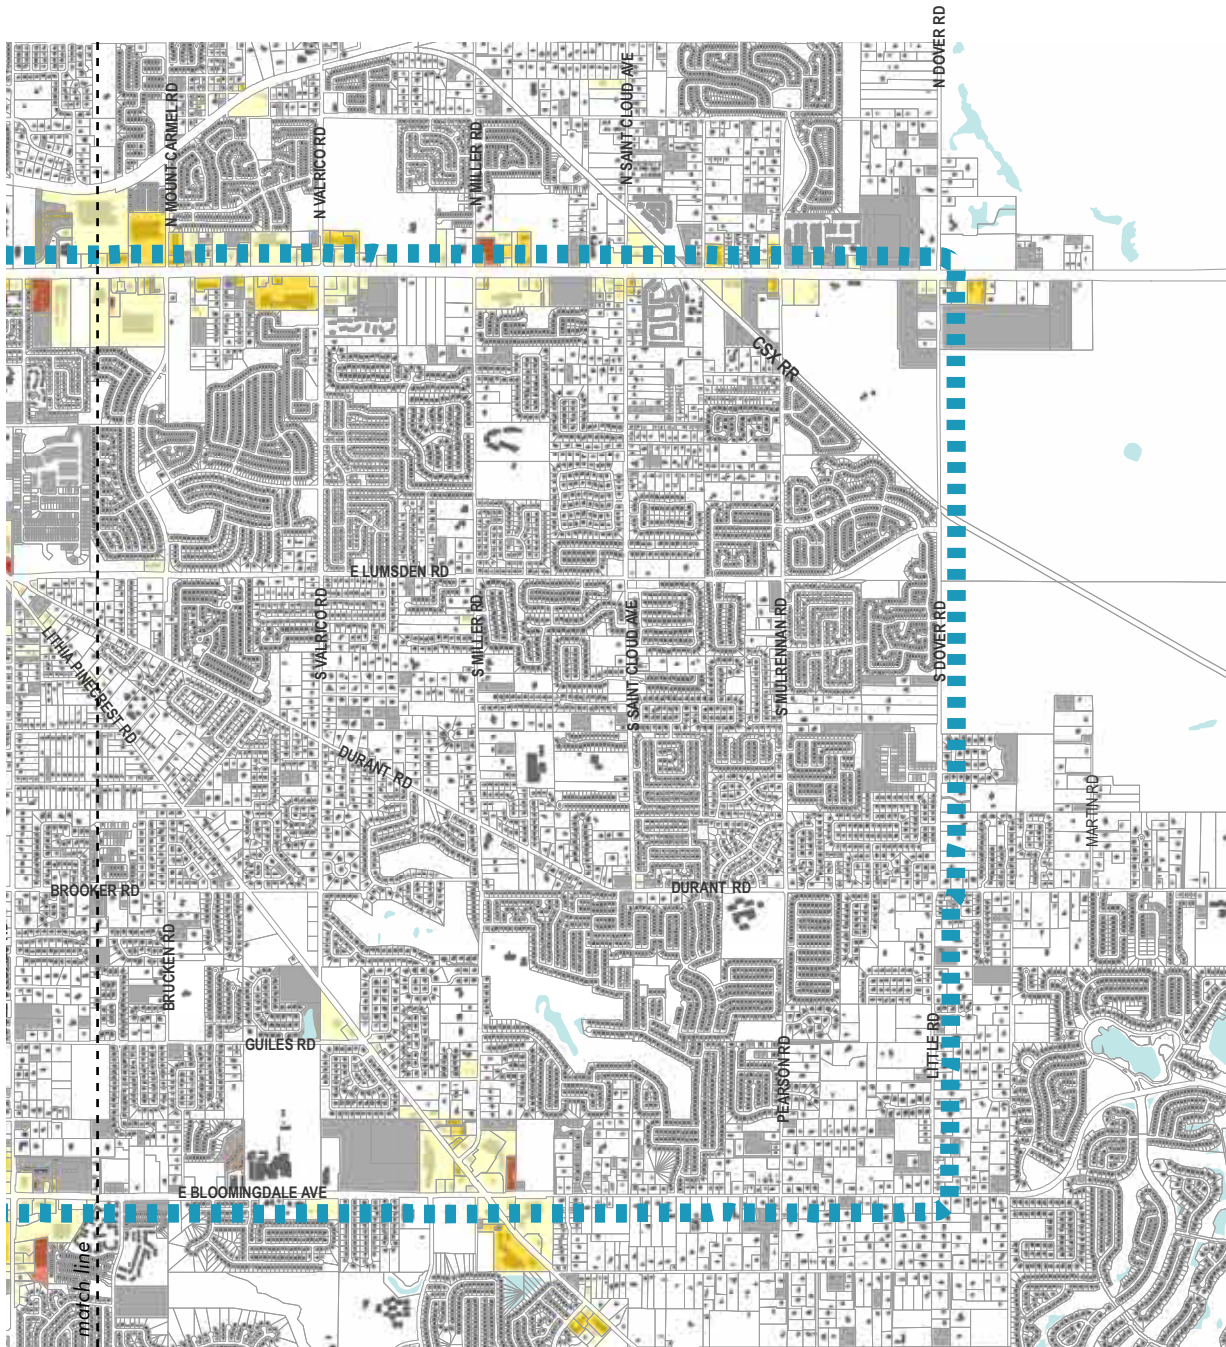 N DOVER RD
N SAINT CLOUD AVE
N MOUNT CARMEL RD
N VALRICO RD
N MILLER RD
CSX RR
E LUMSDEN RD
LITHIA PINECREST RD
S VALRICO RD
S MILLER RD
S SAINT CLOUD AVE
S MULRENNAN RD
S DOVER RD
DURANT RD
MARTIN RD
BROOKER RD
DURANT RD
BRUCKEN RD
GUILES RD
PEARSON RD
LITTLE RD
E BLOOMINGDALE AVE
match line